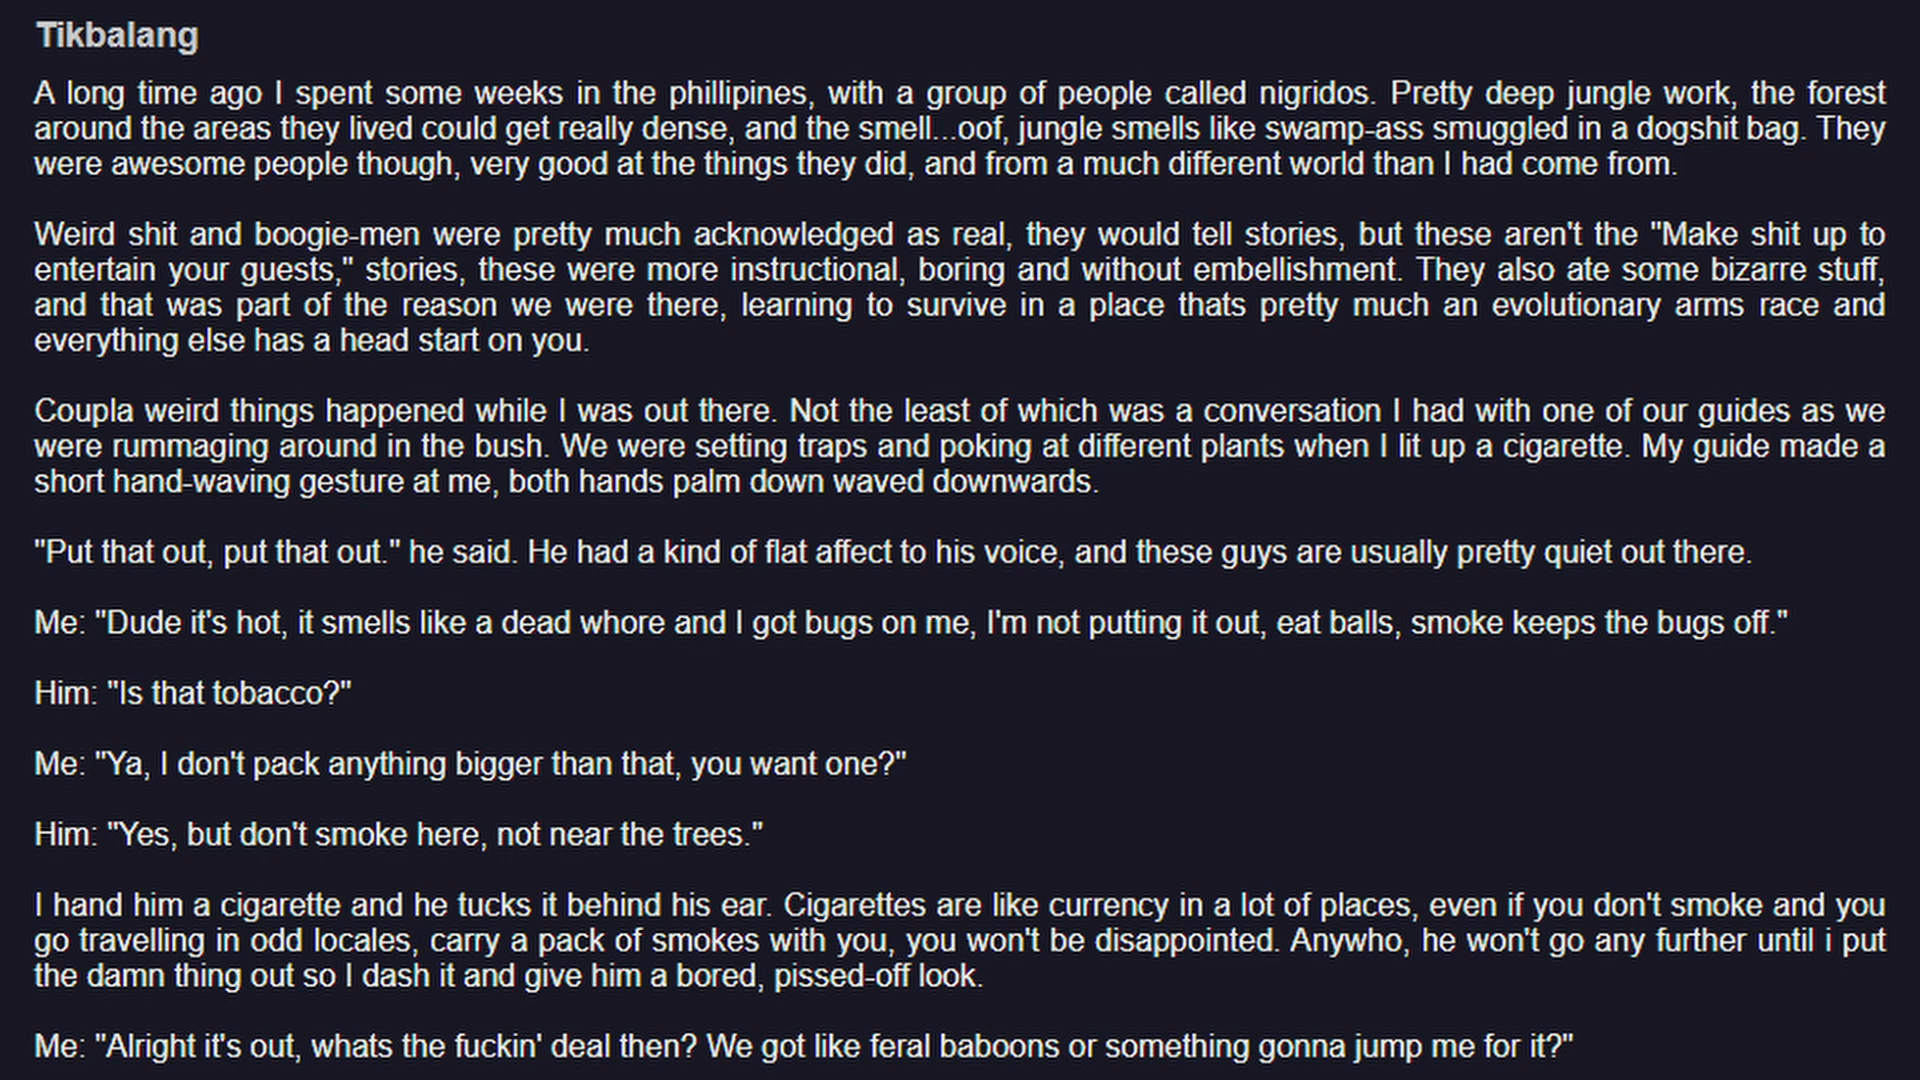 Tikbalang
A long time ago I spent some weeks in the phillipines, with a group of people called nigridos. Pretty deep jungle work, the forest
around the areas they lived could get really dense, and the smell...oof, jungle smells like swamp-ass smuggled in a dogshit bag. They
were awesome people though, very good at the things they did, and from a much different world than I had come from.
Weird shit and boogie-men were pretty much acknowledged as real, they would tell stories, but these aren't the "Make shit up to
entertain your guests," stories, these were more instructional, boring and without embellishment. They also ate some bizarre stuff,
and that was part of the reason we were there, learning to survive in a place thats pretty much an evolutionary arms race and
everything else has a head start on you.
Coupla weird things happened while I was out there. Not the least of which was a conversation I had with one of our guides as we
were rummaging around in the bush. We were setting traps and poking at different plants when I lit up a cigarette. My guide made a
short hand-waving gesture at me, both hands palm down waved downwards.
"Put that out, put that out." he said. He had a kind of flat affect to his voice, and these guys are usually pretty quiet out there.
Me: "Dude it's hot, it smells like a dead whore and I got bugs on me, I'm not putting it out, eat balls, smoke keeps the bugs off."
Him: "Is that tobacco?"
Me: "Ya, I don't pack anything bigger than that, you want one?"
Him: "Yes, but don't smoke here, not near the trees."
I hand him a cigarette and he tucks it behind his ear. Cigarettes are like currency in a lot of places, even if you don't smoke and you
go travelling in odd locales, carry a pack of smokes with you, you won't be disappointed. Anywho, he won't go any further until i put
the damn thing out so I dash it and give him a bored, pissed-off look.
Me: "Alright it's out, whats the fuckin' deal then? We got like feral baboons or something gonna jump me for it?"